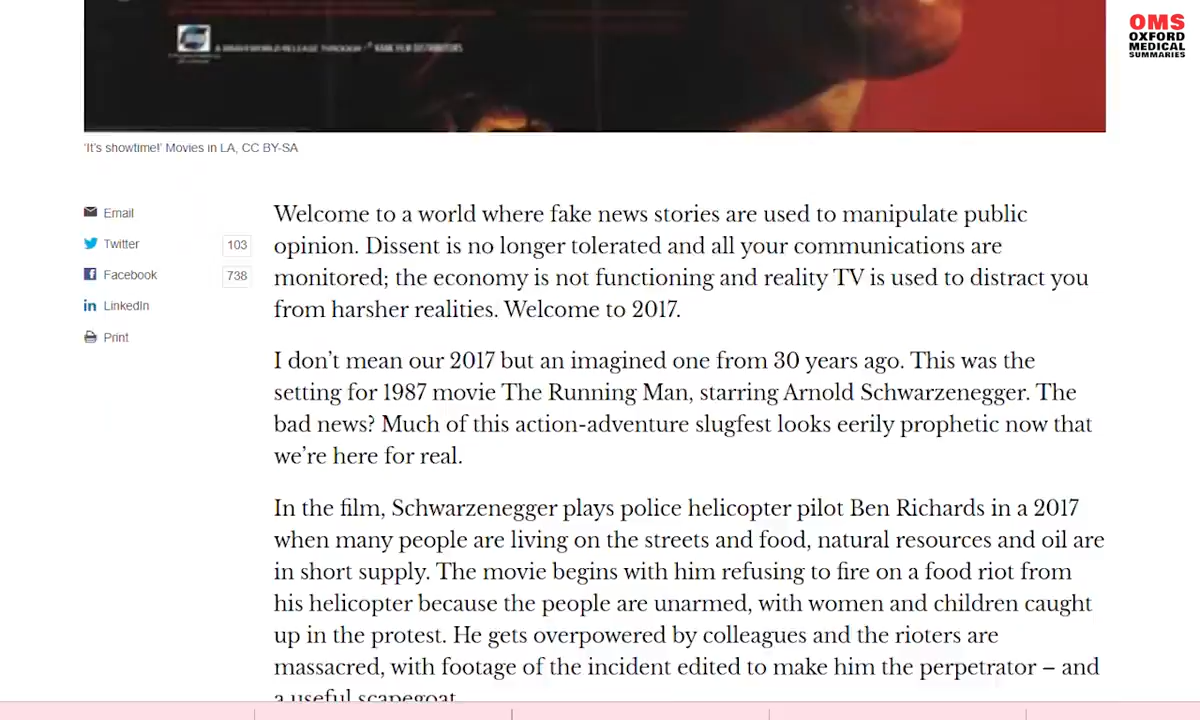 OMS
OXFORD
MEDICAL
SUMMARIES
'It's showtime!' Movies in LA, CC BY-SA
Email
Twitter 103
Facebook 738
LinkedIn
Print
Welcome to a world where fake news stories are used to manipulate public
opinion. Dissent is no longer tolerated and all your communications are
monitored; the economy is not functioning and reality TV is used to distract you
from harsher realities. Welcome to 2017.
I don't mean our 2017 but an imagined one from 30 years ago. This was the
setting for 1987 movie The Running Man, starring Arnold Schwarzenegger. The
bad news? Much of this action-adventure slugfest looks eerily prophetic now that
we're here for real.
In the film, Schwarzenegger plays police helicopter pilot Ben Richards in a 2017
when many people are living on the streets and food, natural resources and oil are
in short supply. The movie begins with him refusing to fire on a food riot from
his helicopter because the people are unarmed, with women and children caught
up in the protest. He gets overpowered by colleagues and the rioters are
massacred, with footage of the incident edited to make him the perpetrator – and
a useful scapegoat